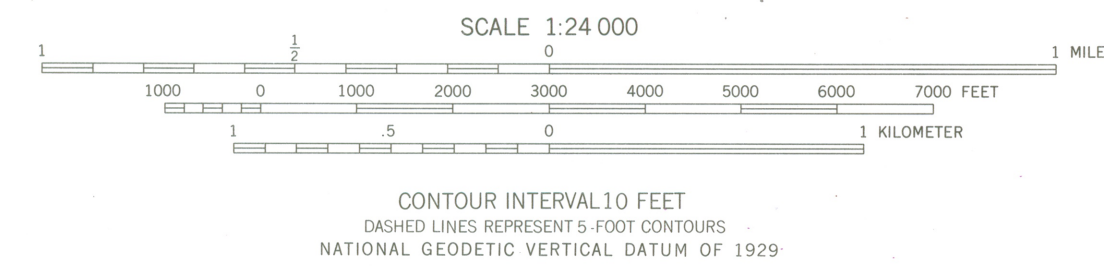 SCALE 1:24 000
1 1/2 0 1 MILE
1000 0 1000 2000 3000 4000 5000 6000 7000 FEET
1 .5 0 1 KILOMETER
CONTOUR INTERVAL 10 FEET
DASHED LINES REPRESENT 5-FOOT CONTOURS
NATIONAL GEODETIC VERTICAL DATUM OF 1929